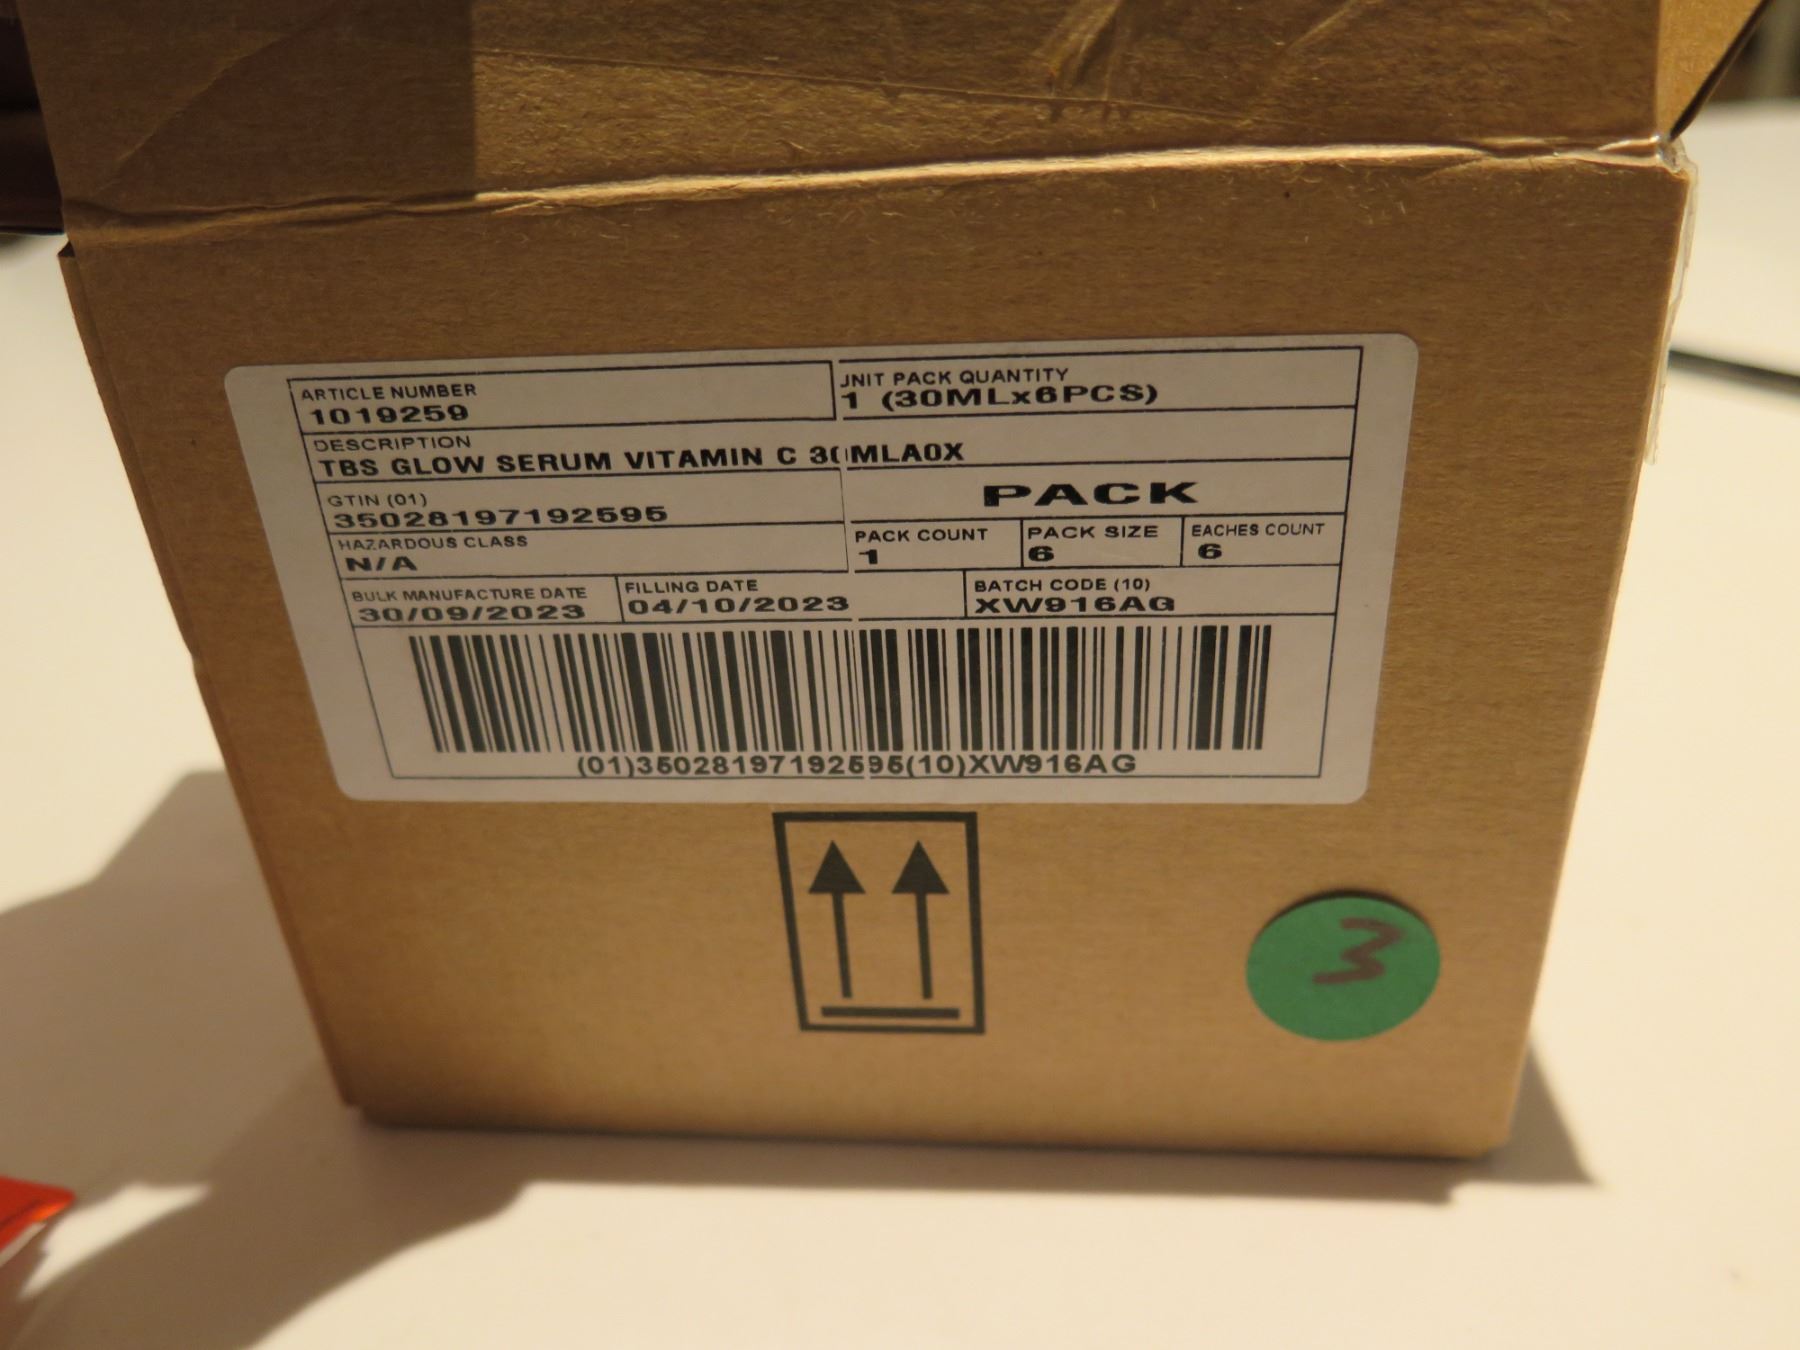 ARTICLE NUMBER
1019259
UNIT PACK QUANTITY
1 (30MLx6PCS)
DESCRIPTION
TBS GLOW SERUM VITAMIN C 30MLA0X
GTIN (01)
35028197192595
PACK
HAZARDOUS CLASS
N/A
PACK COUNT
1
PACK SIZE
6
EACHES COUNT
6
BULK MANUFACTURE DATE
30/09/2023
FILLING DATE
04/10/2023
BATCH CODE (10)
XW916AG
(01)35028197192595(10)XW916AG
3